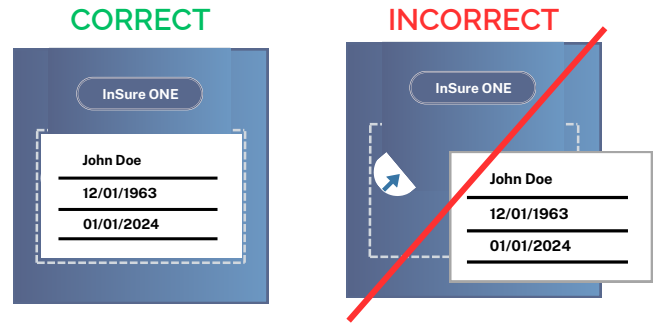 CORRECT
InSure ONE
John Doe
12/01/1963
01/01/2024
INCORRECT
InSure ONE
John Doe
12/01/1963
01/01/2024